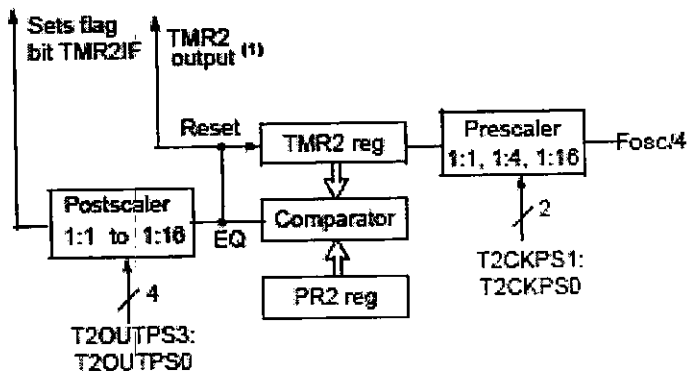 Sets flag
bit TMR2IF
TMR2
output (1)
Reset
TMR2 reg
Prescaler
1:1, 1:4, 1:16
Fosc/4
Postscaler
1:1 to 1:16
EQ
Comparator
2
4
PR2 reg
T2CKPS1:
T2CKPS0
T2OUTPS3:
T2OUTPS0